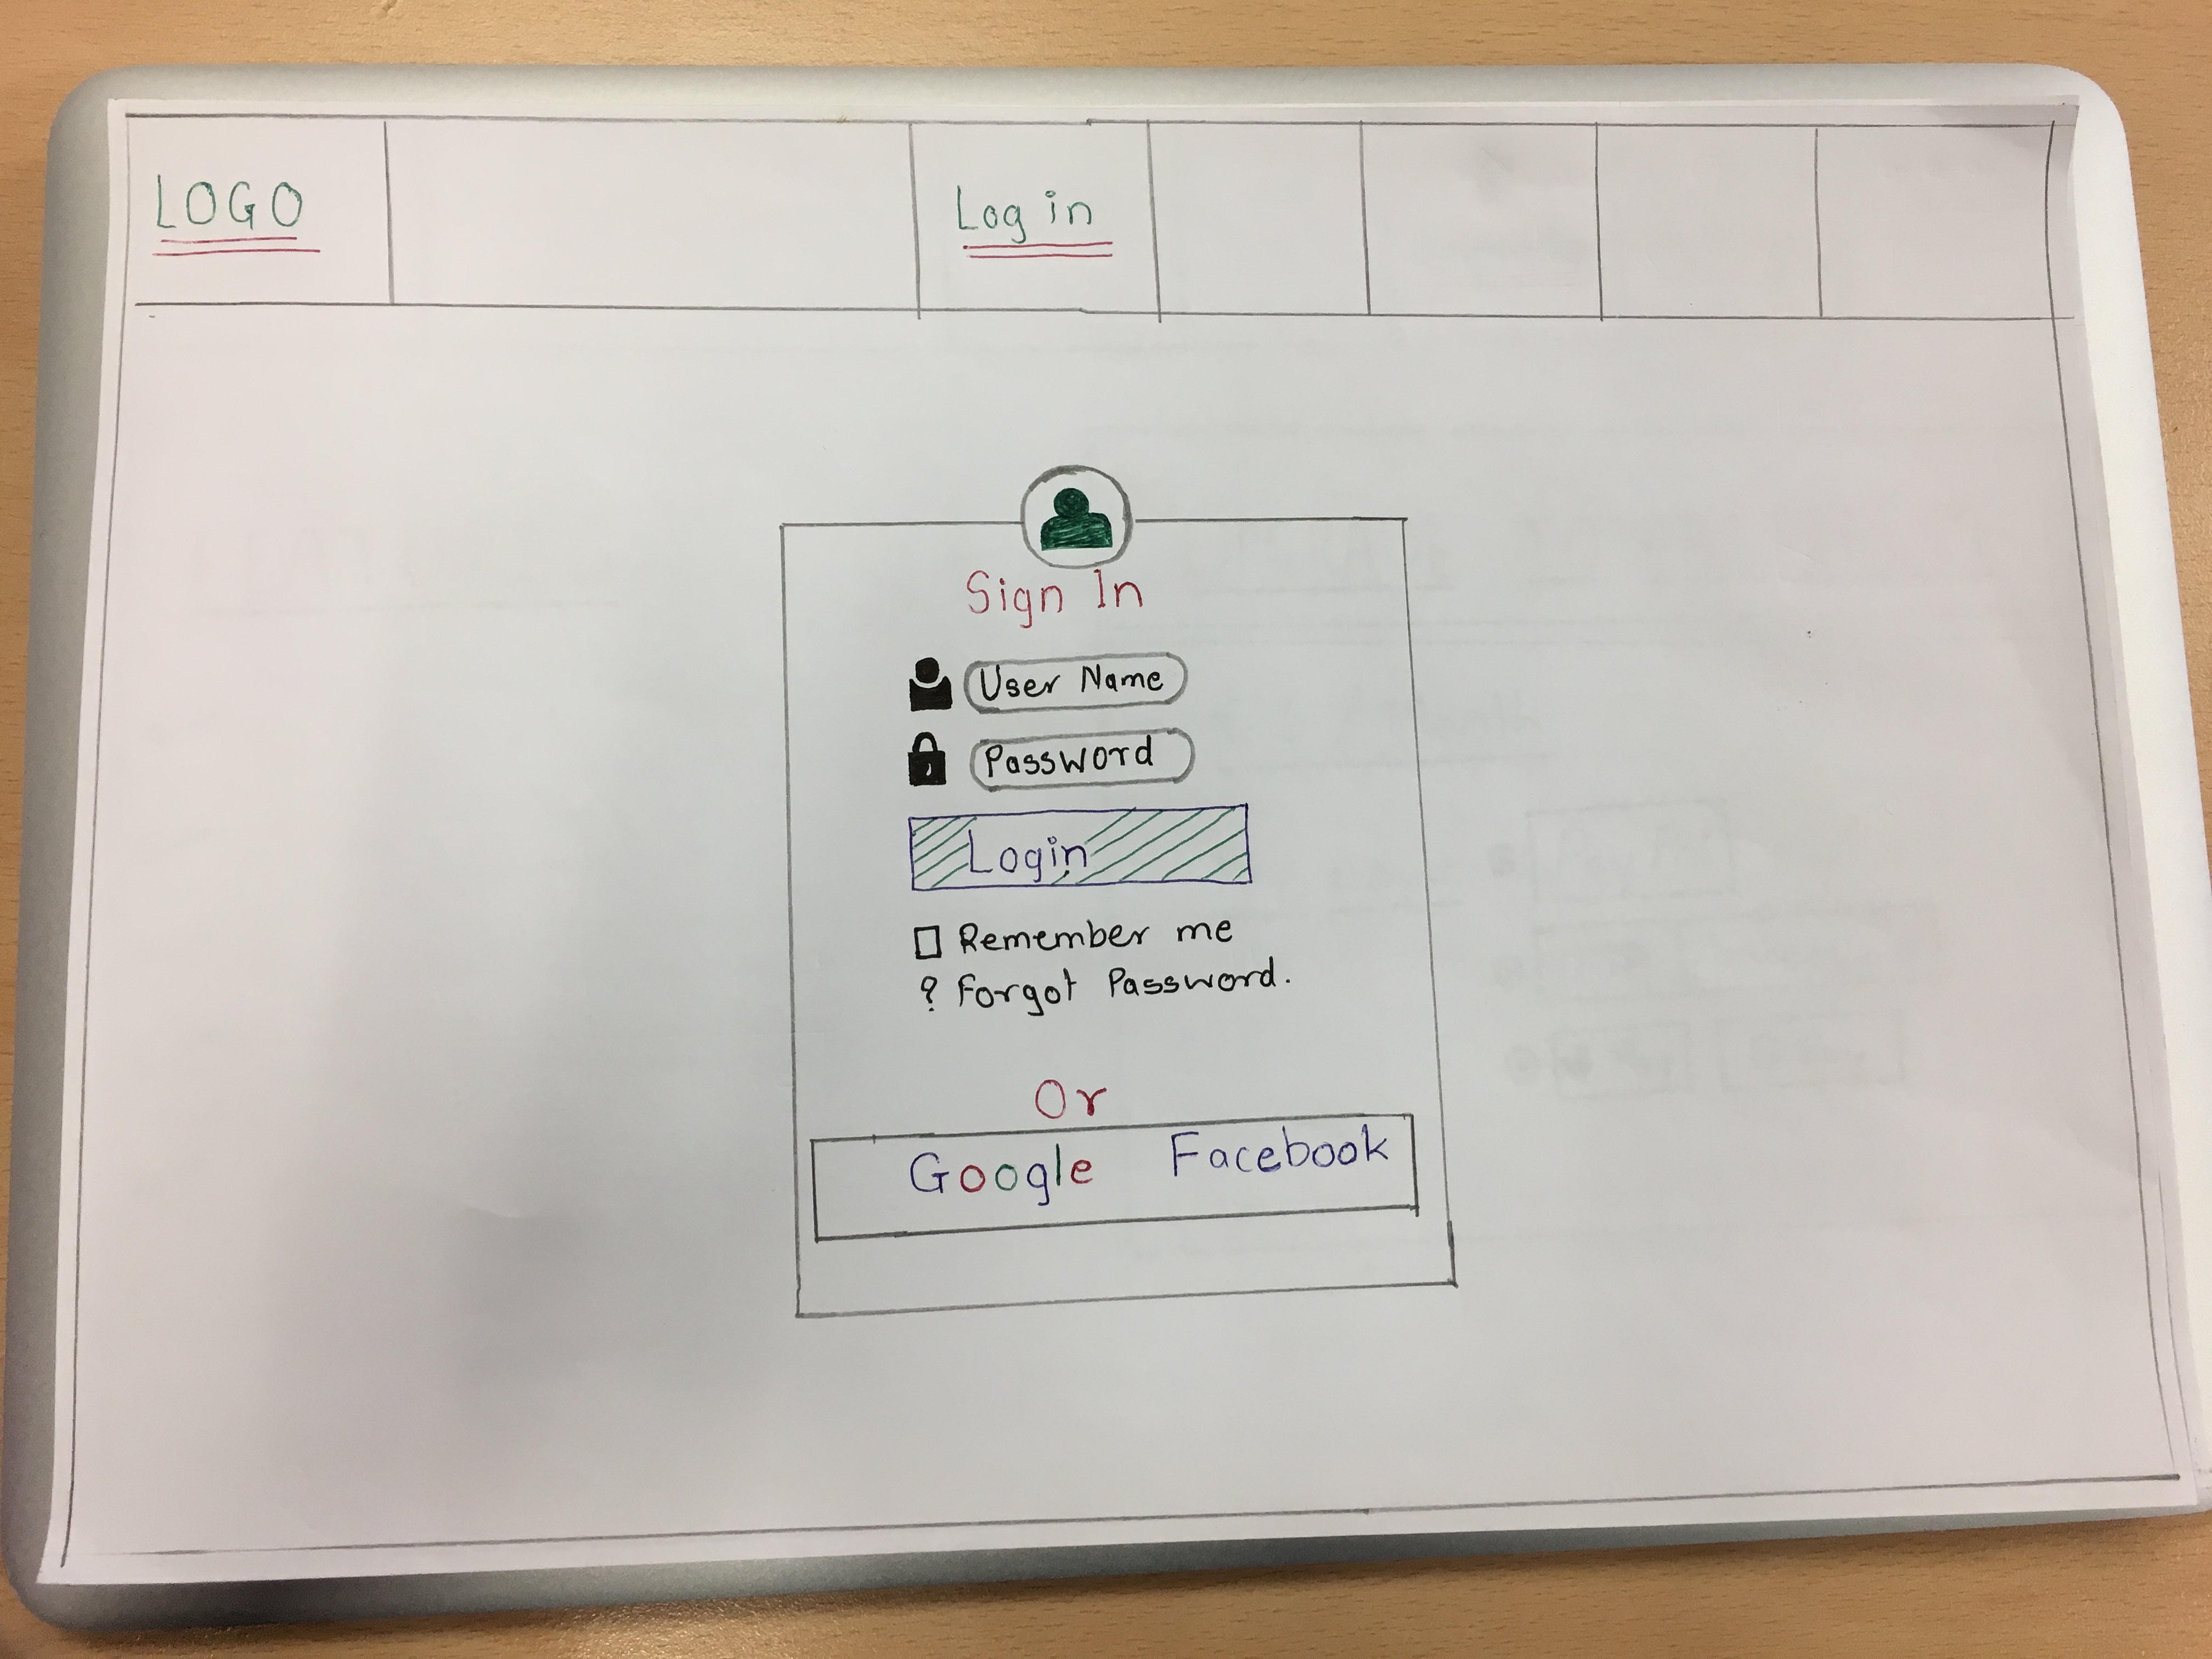 LOGO
Log in
Sign In
User Name
Password
Login
Remember me
? Forgot Password.
Or
Google Facebook